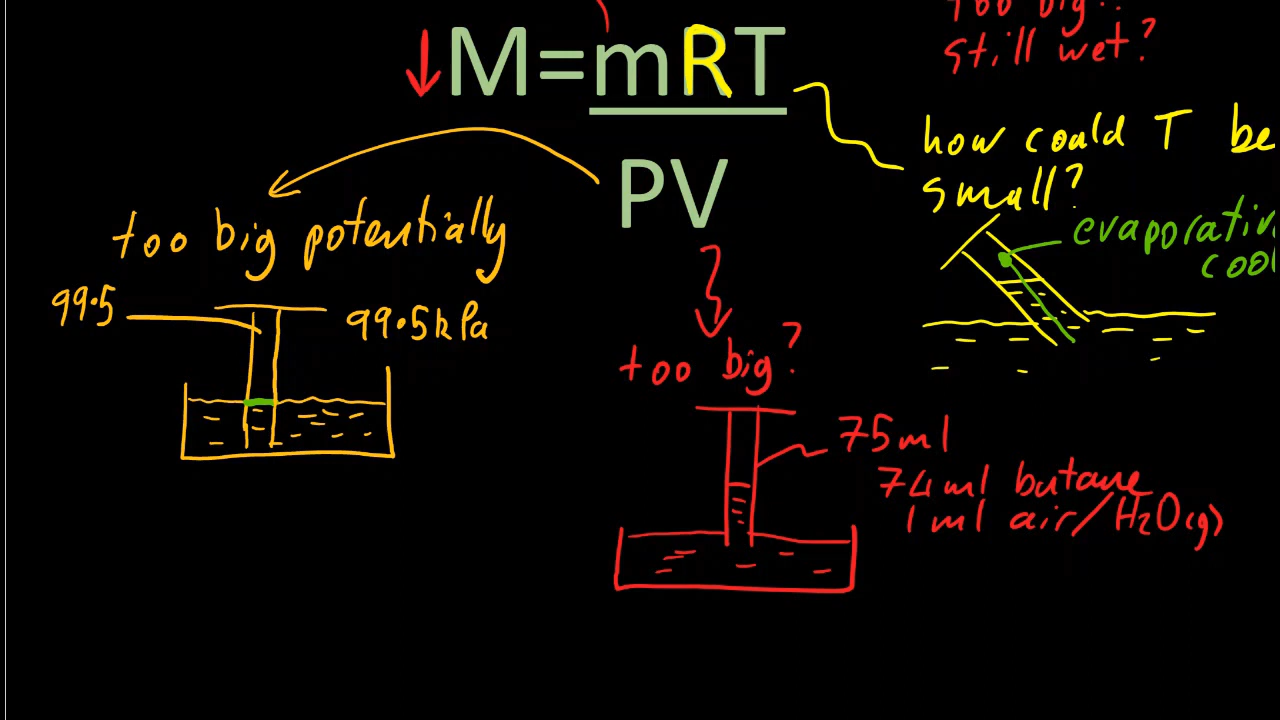 too big??
still wet?
↓M=mRT
PV
how could T be
small?
evaporativ
cool
too big potentially
99.5
99.5kPa
too big?
75ml
74ml butane
1ml air/H2O(g)